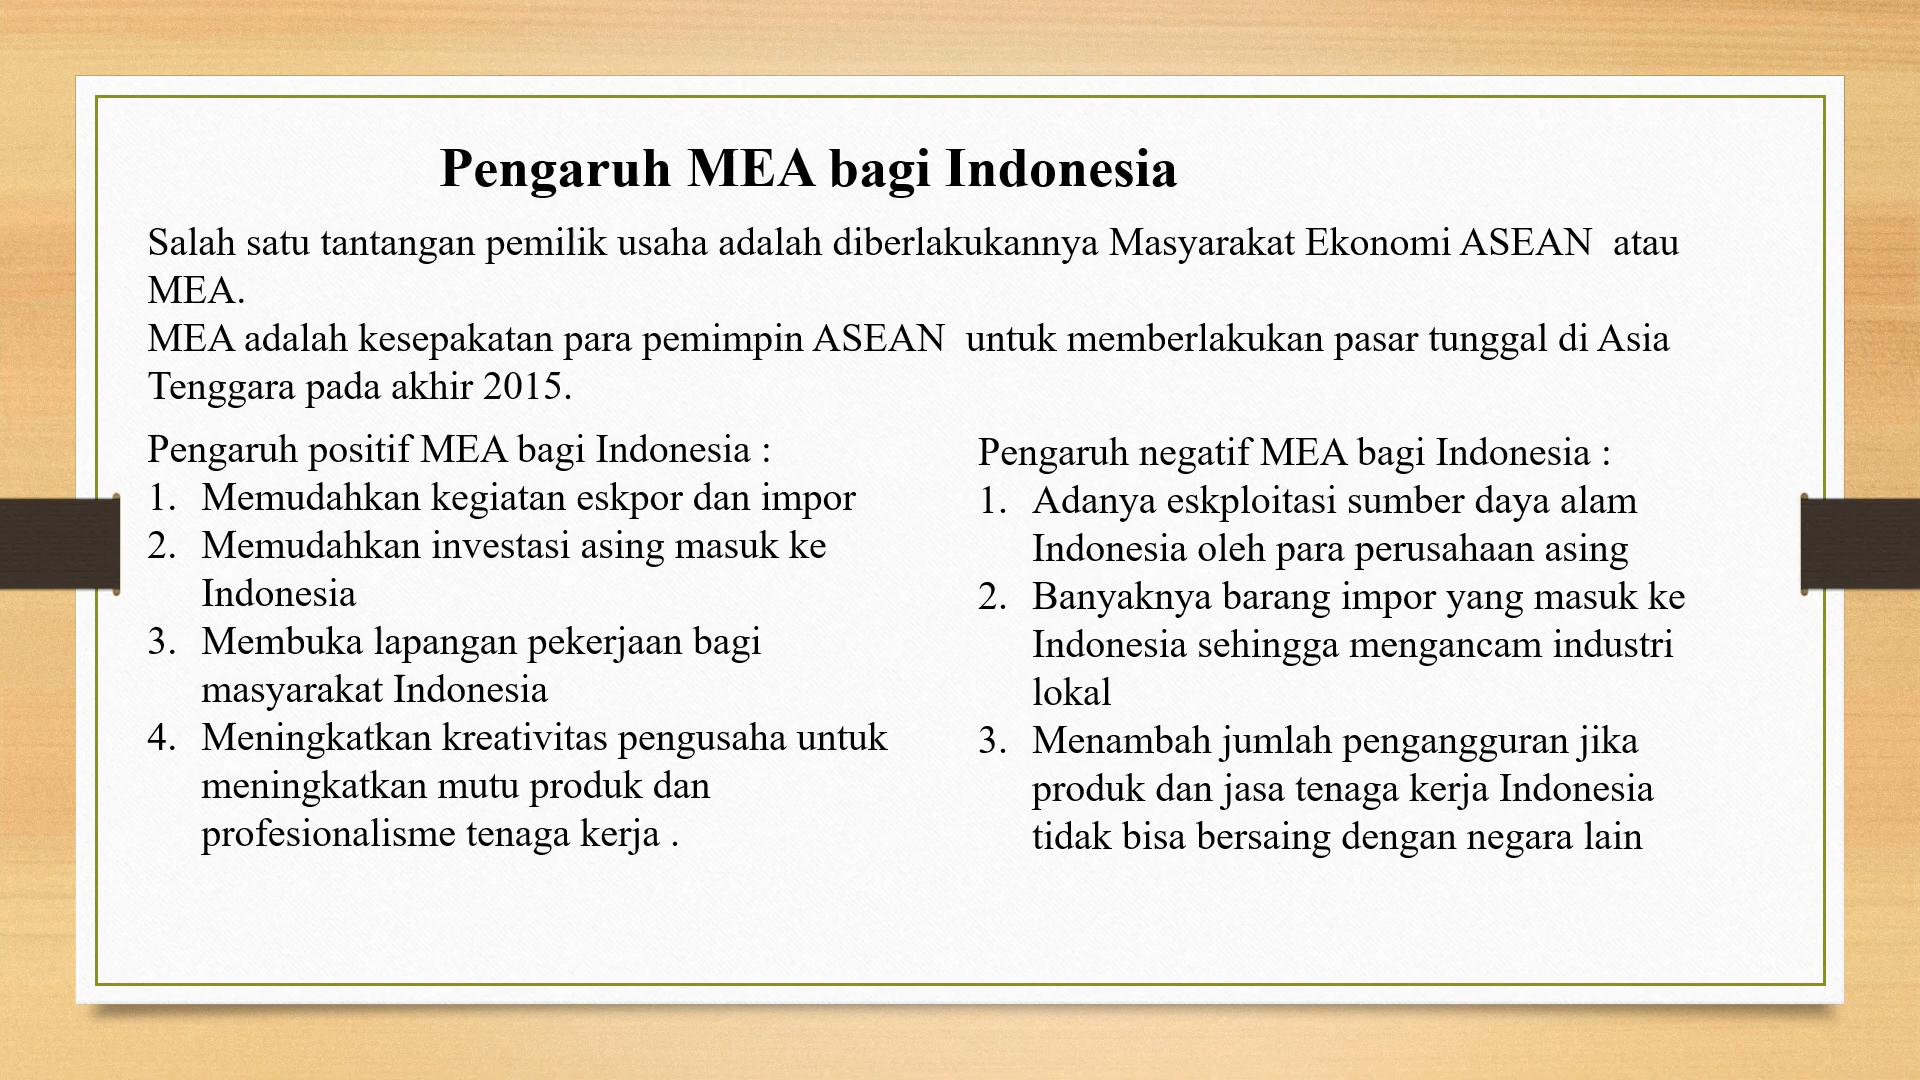 Pengaruh MEA bagi Indonesia
Salah satu tantangan pemilik usaha adalah diberlakukannya Masyarakat Ekonomi ASEAN  atau
MEA.
MEA adalah kesepakatan para pemimpin ASEAN  untuk memberlakukan pasar tunggal di Asia
Tenggara pada akhir 2015.
Pengaruh positif MEA bagi Indonesia :
1. Memudahkan kegiatan eskpor dan impor
2. Memudahkan investasi asing masuk ke
Indonesia
3. Membuka lapangan pekerjaan bagi
masyarakat Indonesia
4. Meningkatkan kreativitas pengusaha untuk
meningkatkan mutu produk dan
profesionalisme tenaga kerja .
Pengaruh negatif MEA bagi Indonesia :
1. Adanya eskploitasi sumber daya alam
Indonesia oleh para perusahaan asing
2. Banyaknya barang impor yang masuk ke
Indonesia sehingga mengancam industri
lokal
3. Menambah jumlah pengangguran jika
produk dan jasa tenaga kerja Indonesia
tidak bisa bersaing dengan negara lain